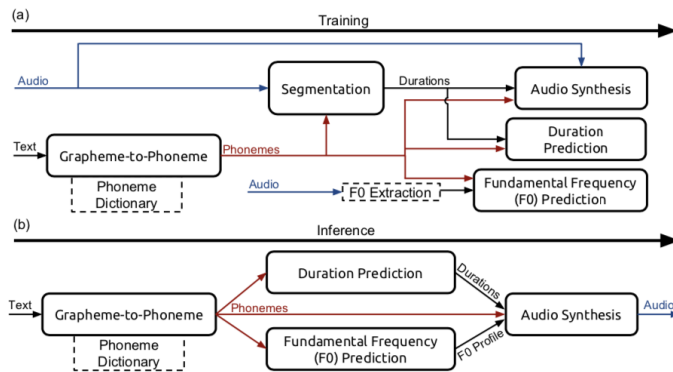 (a)
Training
Audio
Segmentation
Durations
Audio Synthesis
Text
Grapheme-to-Phoneme
Phonemes
Duration
Prediction
Phoneme
Dictionary
Audio
F0 Extraction
Fundamental Frequency
(F0) Prediction
(b)
Inference
Duration Prediction
Durations
Text
Grapheme-to-Phoneme
Phonemes
Audio Synthesis
Audio
Phoneme
Dictionary
Fundamental Frequency
(F0) Prediction
F0 Profile